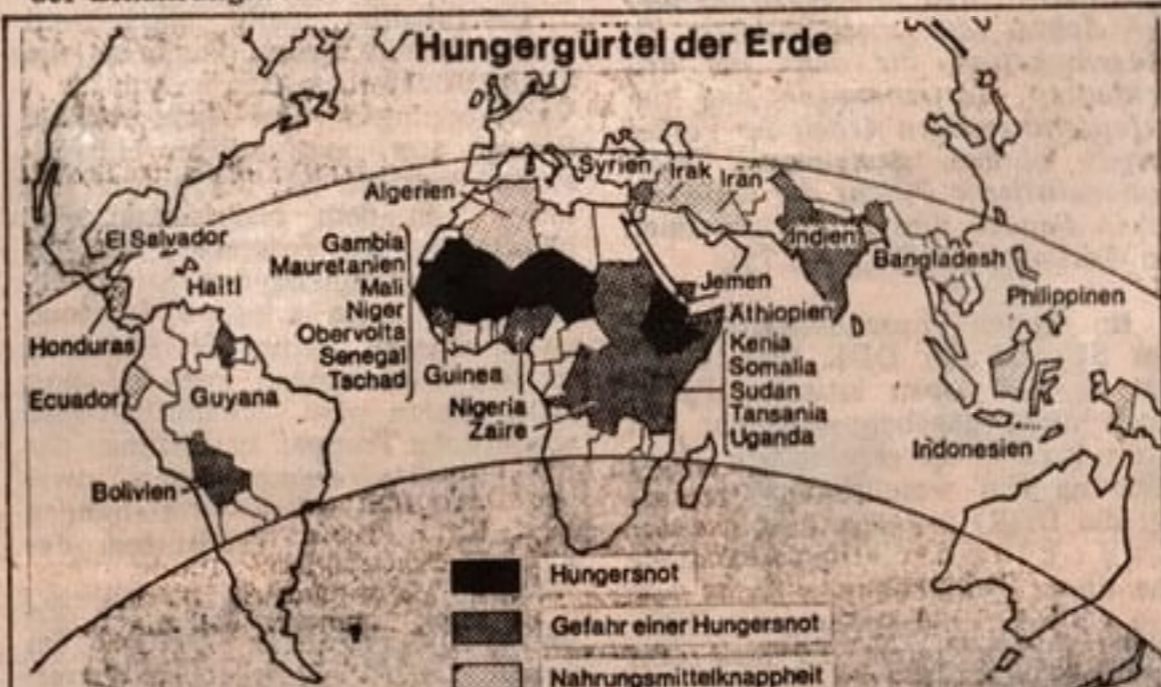 der Ernährung
Hungergürtel der Erde
Syrien
Irak
Iran
Algerien
El Salvador
Haiti
Honduras
Ecuador
Guyana
Bolivien
Gambia
Mauretanien
Mali
Niger
Obervolta
Senegal
Tschad
Guinea
Nigeria
Zaire
Indien
Bangladesh
Jemen
Philippinen
Äthiopien
Kenia
Somalia
Sudan
Tansania
Uganda
Indonesien
Hungersnot
Gefahr einer Hungersnot
Nahrungsmittelknappheit